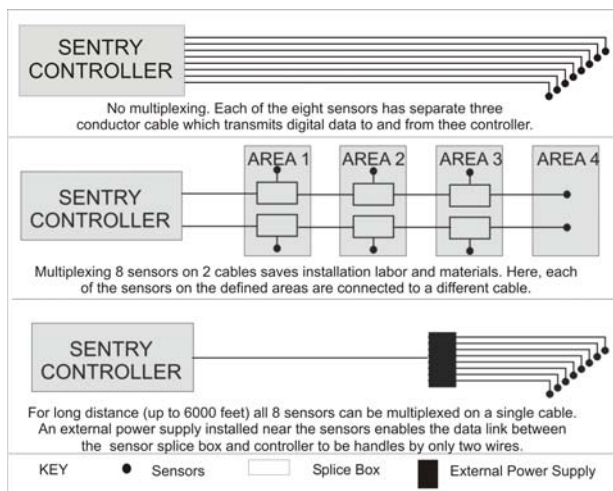 SENTRY
CONTROLLER
No multiplexing. Each of the eight sensors has separate three
conductor cable which transmits digital data to and from thee controller.
AREA 1 AREA 2 AREA 3 AREA 4
SENTRY
CONTROLLER
Multiplexing 8 sensors on 2 cables saves installation labor and materials. Here, each
of the sensors on the defined areas are connected to a different cable.
SENTRY
CONTROLLER
For long distance (up to 6000 feet) all 8 sensors can be multiplexed on a single cable.
An external power supply installed near the sensors enables the data link between
the sensor splice box and controller to be handles by only two wires.
KEY Sensors Splice Box External Power Supply